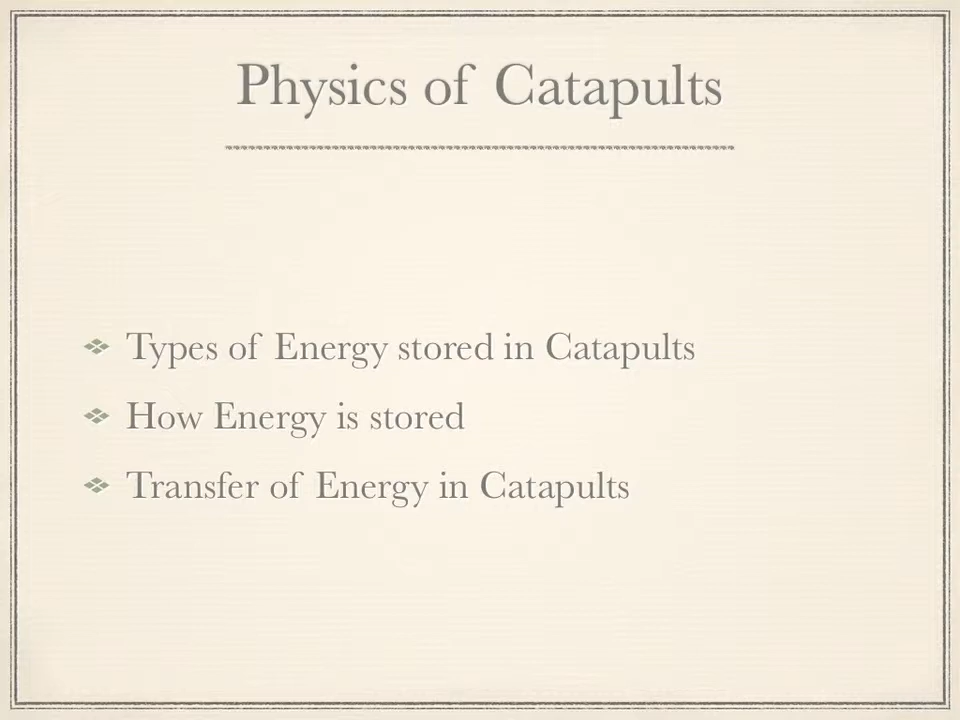 Physics of Catapults
Types of Energy stored in Catapults
How Energy is stored
Transfer of Energy in Catapults